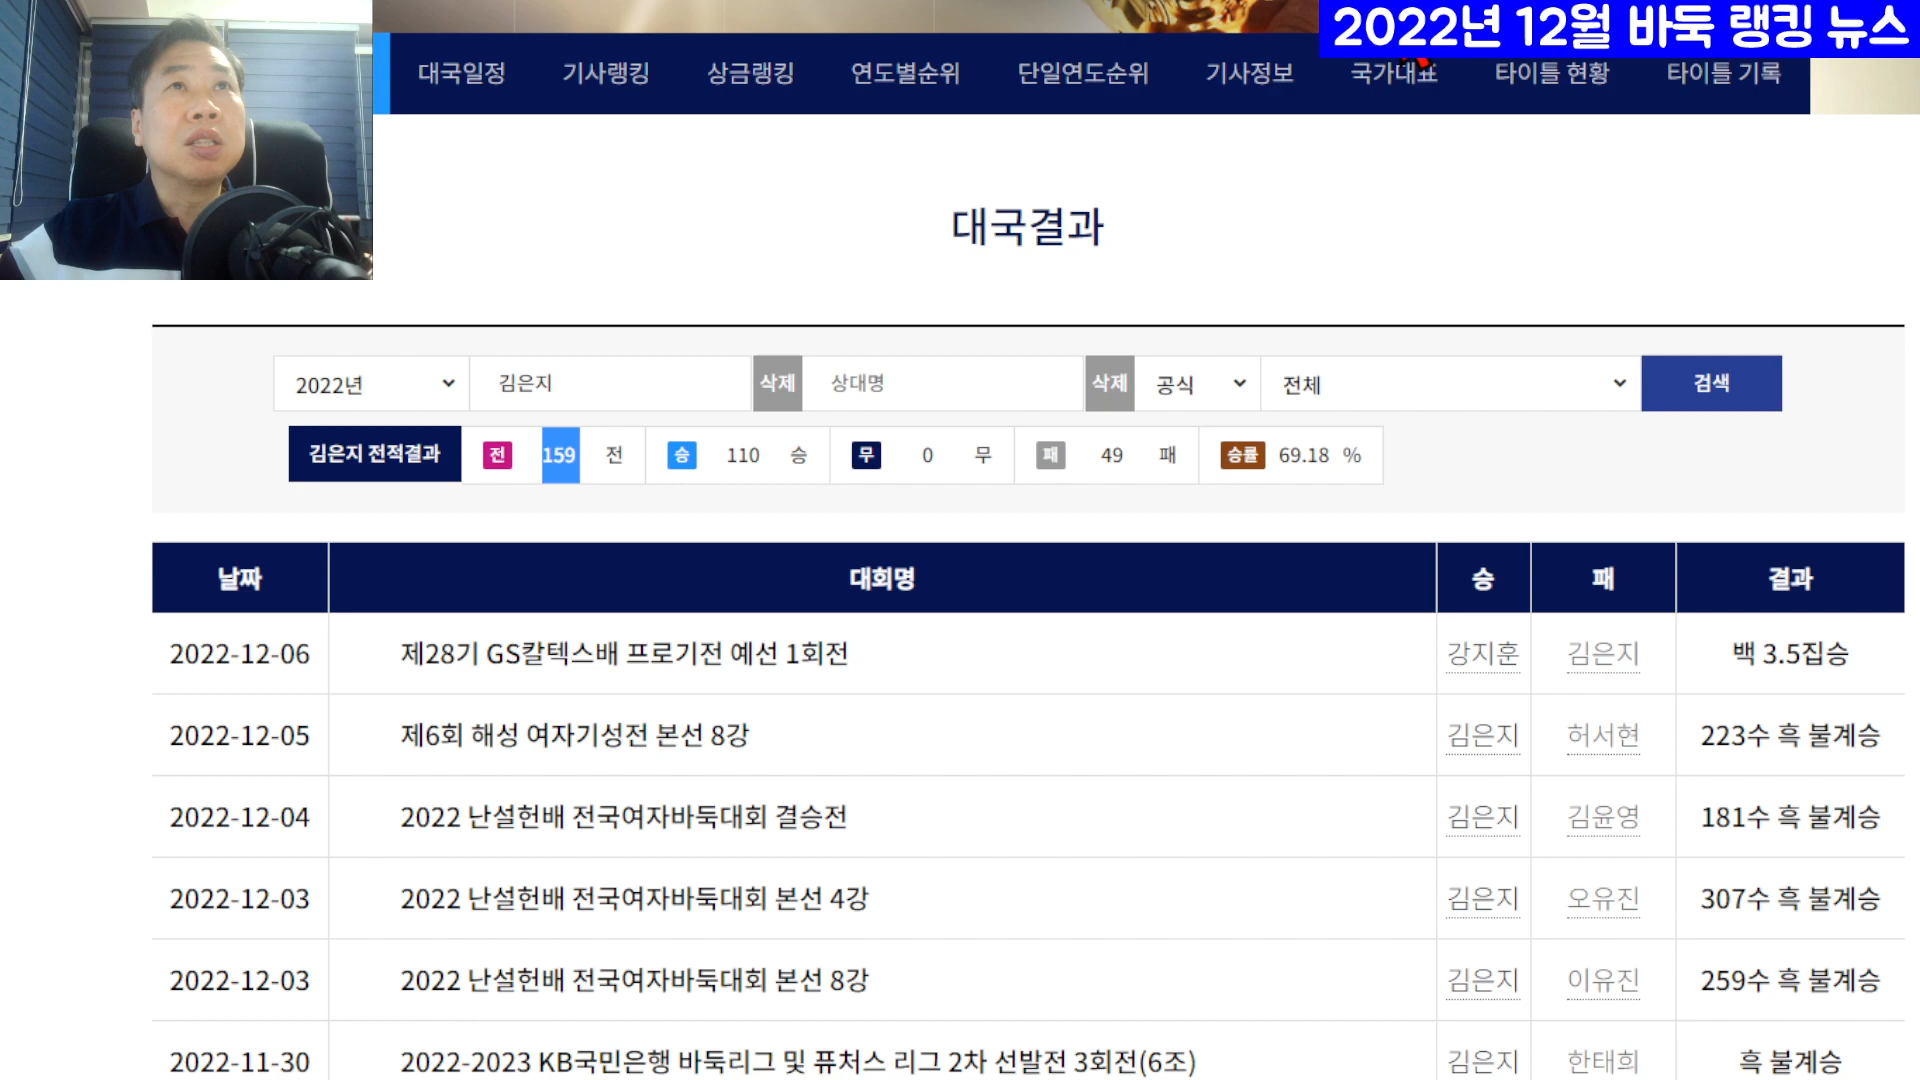 2022년 12월 바둑 랭킹 뉴스
대국일정 기사랭킹 상금랭킹 연도별순위 단일연도순위 기사정보 국가대표 타이틀 현황 타이틀 기록
대국결과
2022년 김은지 삭제 상대명 삭제 공식 전체 검색
김은지 전적결과 전 159 전 승 110 승 무 0 무 패 49 패 승률 69.18 %
날짜 대회명 승 패 결과
2022-12-06 제28기 GS칼텍스배 프로기전 예선 1회전 강지훈 김은지 백 3.5집승
2022-12-05 제6회 해성 여자기성전 본선 8강 김은지 허서현 223수 흑 불계승
2022-12-04 2022 난설헌배 전국여자바둑대회 결승전 김은지 김윤영 181수 흑 불계승
2022-12-03 2022 난설헌배 전국여자바둑대회 본선 4강 김은지 오유진 307수 흑 불계승
2022-12-03 2022 난설헌배 전국여자바둑대회 본선 8강 김은지 이유진 259수 흑 불계승
2022-11-30 2022-2023 KB국민은행 바둑리그 및 퓨처스 리그 2차 선발전 3회전(6조) 김은지 한태희 흑 불계승